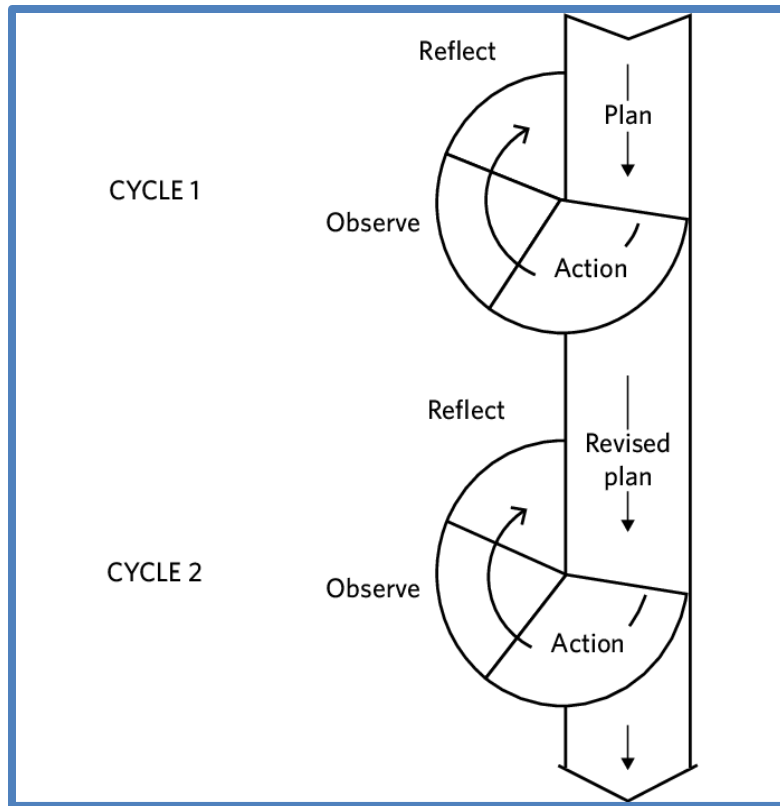 Reflect
Plan
CYCLE 1
Observe
Action
Reflect
Revised
plan
CYCLE 2
Observe
Action